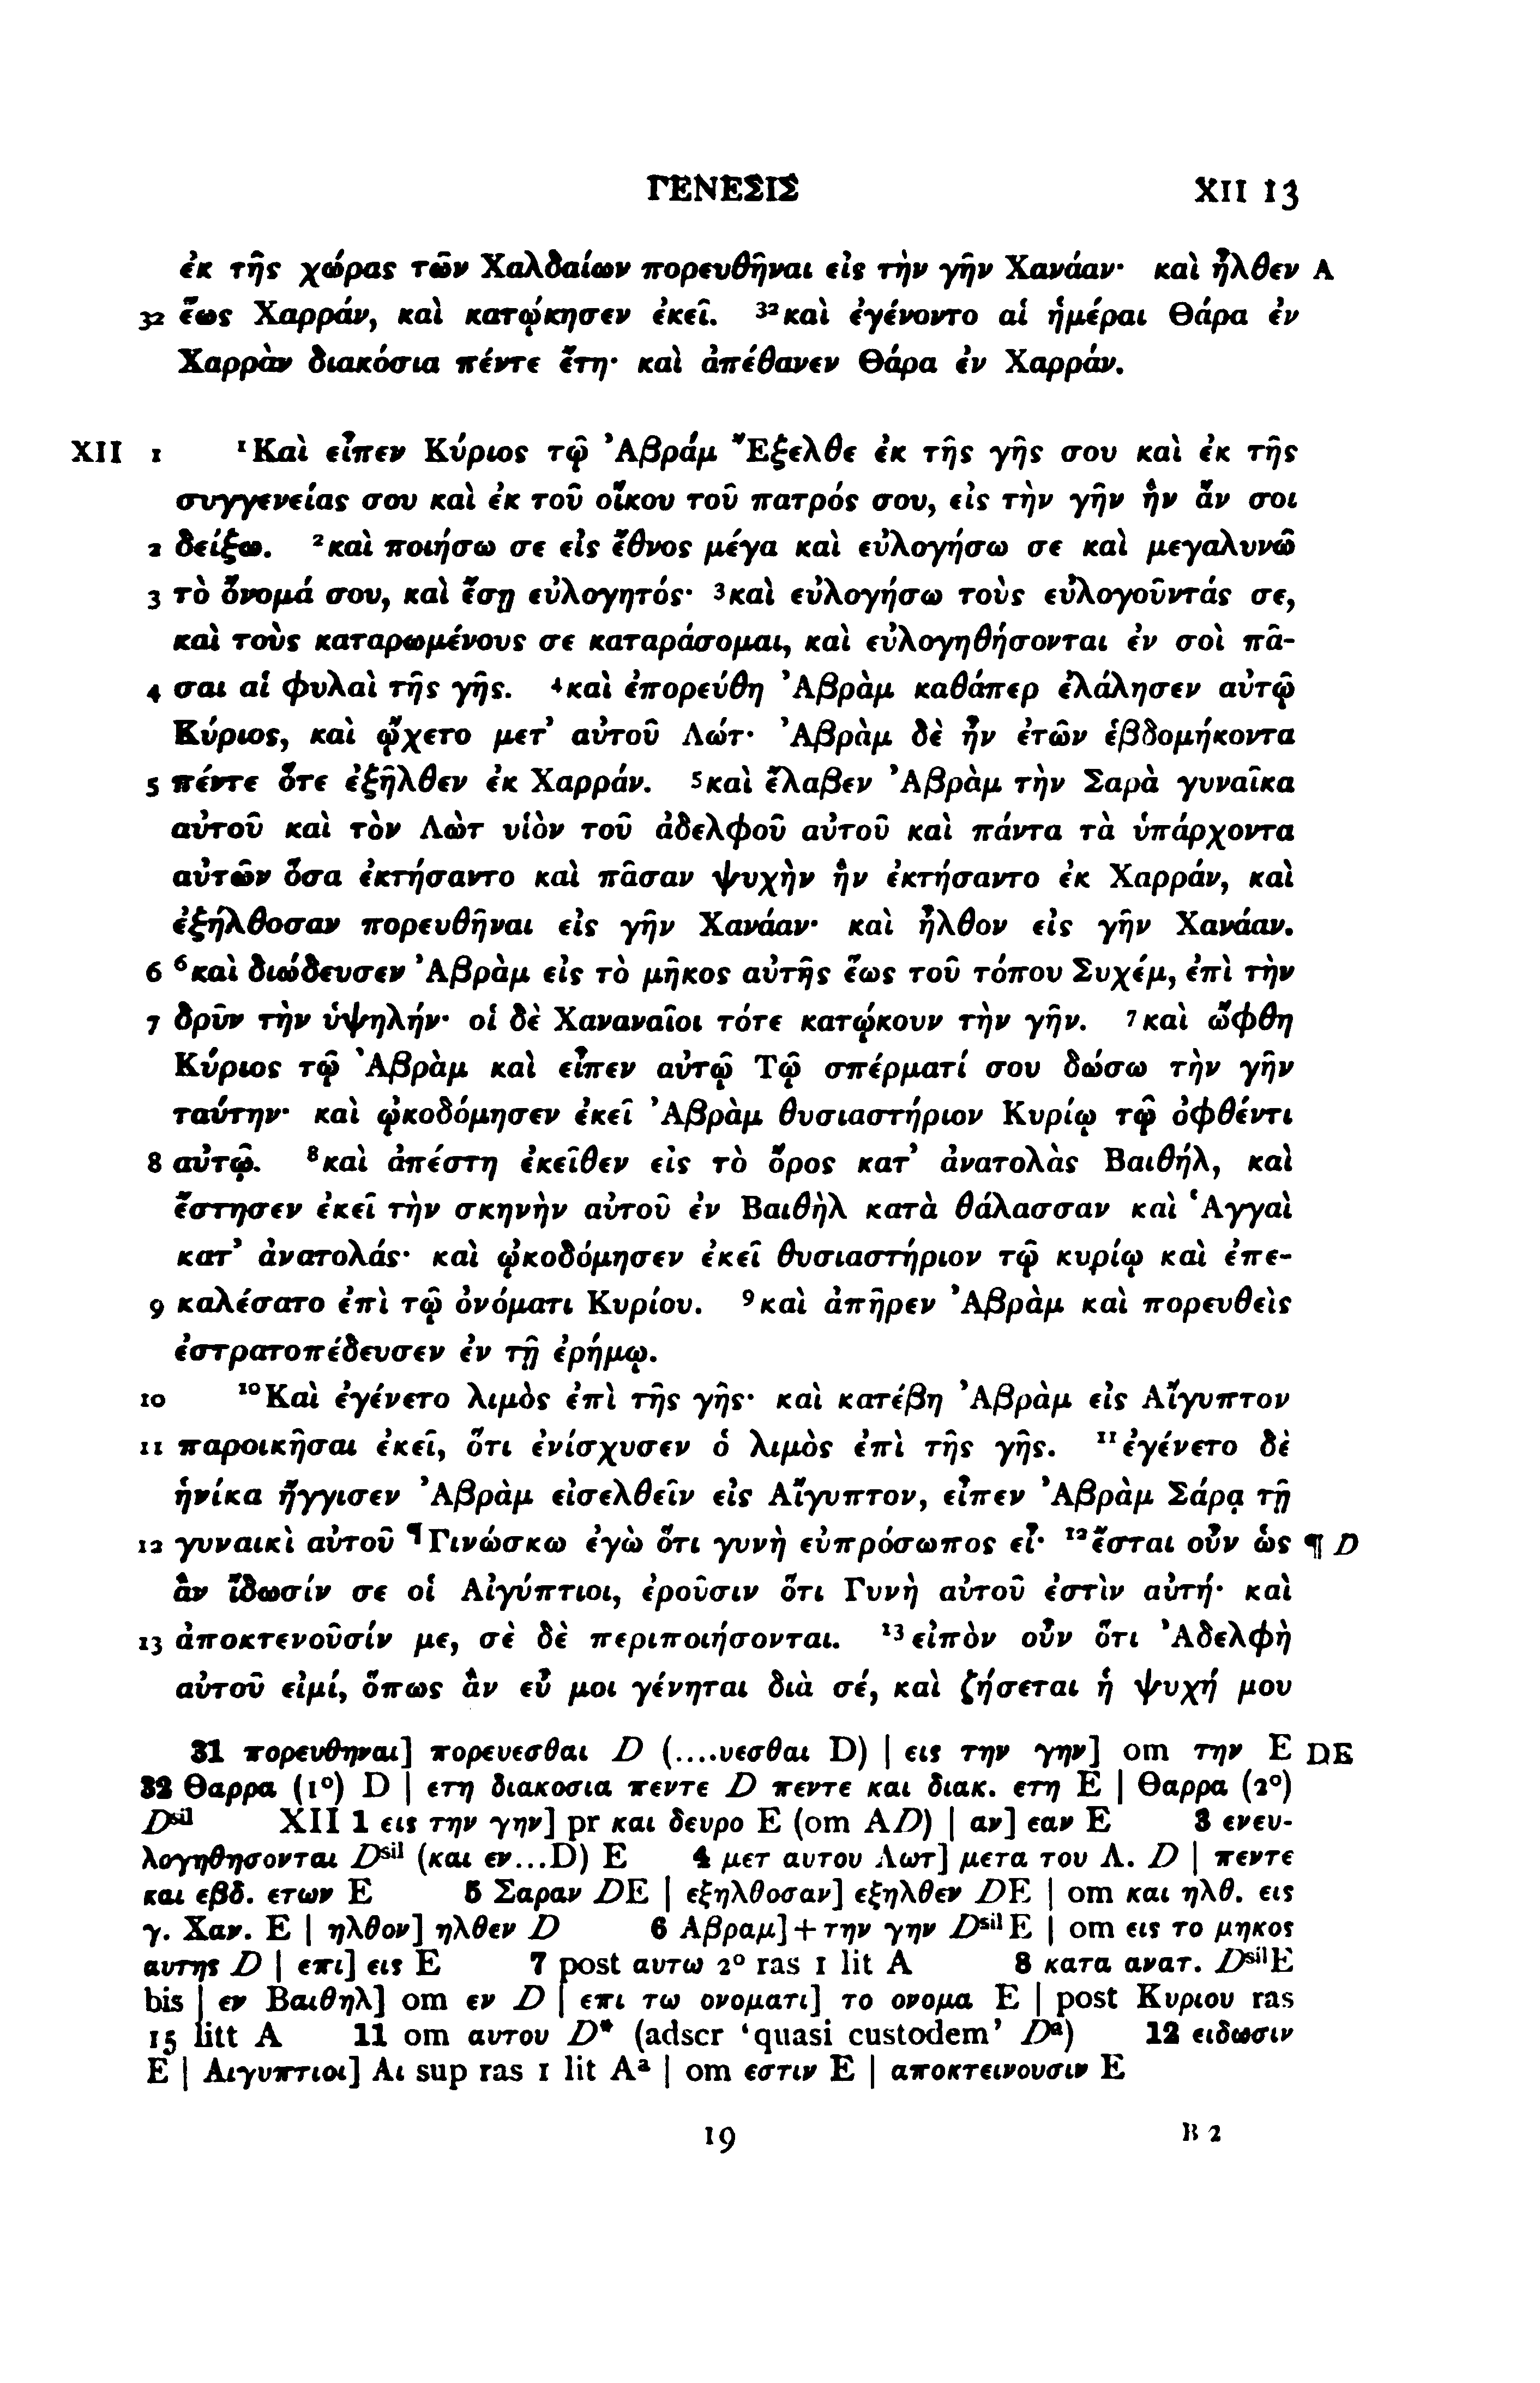 ΓΕΝΕΣΙΣ XII 13
ἐκ τῆς χώρας τῶν Χαλδαίων πορευθῆναι εἰς τὴν γῆν Χανάαν· καὶ ἦλθεν A
32 ἕως Χαρράν, καὶ κατῴκησεν ἐκεῖ. ³²καὶ ἐγένοντο αἱ ἡμέραι Θάρα ἐν
Χαρρὰν διακόσια πέντε ἔτη· καὶ ἀπέθανεν Θάρα ἐν Χαρράν.
XII 1 ¹Καὶ εἶπεν Κύριος τῷ Ἀβράμ Ἔξελθε ἐκ τῆς γῆς σου καὶ ἐκ τῆς
συγγενείας σου καὶ ἐκ τοῦ οἴκου τοῦ πατρός σου, εἰς τὴν γῆν ἣν ἄν σοι
2 δείξω. ²καὶ ποιήσω σε εἰς ἔθνος μέγα καὶ εὐλογήσω σε καὶ μεγαλυνῶ
3 τὸ ὄνομά σου, καὶ ἔσῃ εὐλογητός· ³καὶ εὐλογήσω τοὺς εὐλογοῦντάς σε,
καὶ τοὺς καταρωμένους σε καταράσομαι, καὶ εὐλογηθήσονται ἐν σοὶ πᾶ-
4 σαι αἱ φυλαὶ τῆς γῆς. ⁴καὶ ἐπορεύθη Ἀβρὰμ καθάπερ ἐλάλησεν αὐτῷ
Κύριος, καὶ ᾤχετο μετ’ αὐτοῦ Λώτ· Ἀβρὰμ δὲ ἦν ἐτῶν ἑβδομήκοντα
5 πέντε ὅτε ἐξῆλθεν ἐκ Χαρράν. ⁵καὶ ἔλαβεν Ἀβρὰμ τὴν Σαρὰ γυναῖκα
αὐτοῦ καὶ τὸν Λὼτ υἱὸν τοῦ ἀδελφοῦ αὐτοῦ καὶ πάντα τὰ ὑπάρχοντα
αὐτῶν ὅσα ἐκτήσαντο καὶ πᾶσαν ψυχὴν ἣν ἐκτήσαντο ἐκ Χαρράν, καὶ
ἐξήλθοσαν πορευθῆναι εἰς γῆν Χανάαν· καὶ ἦλθον εἰς γῆν Χανάαν.
6 ⁶καὶ διώδευσεν Ἀβρὰμ εἰς τὸ μῆκος αὐτῆς ἕως τοῦ τόπου Συχέμ, ἐπὶ τὴν
7 δρῦν τὴν ὑψηλήν· οἱ δὲ Χαναναῖοι τότε κατῴκουν τὴν γῆν. ⁷καὶ ὤφθη
Κύριος τῷ Ἀβρὰμ καὶ εἶπεν αὐτῷ Τῷ σπέρματί σου δώσω τὴν γῆν
ταύτην· καὶ ᾠκοδόμησεν ἐκεῖ Ἀβρὰμ θυσιαστήριον Κυρίῳ τῷ ὀφθέντι
8 αὐτῷ. ⁸καὶ ἀπέστη ἐκεῖθεν εἰς τὸ ὄρος κατ’ ἀνατολὰς Βαιθήλ, καὶ
ἔστησεν ἐκεῖ τὴν σκηνὴν αὐτοῦ ἐν Βαιθὴλ κατὰ θάλασσαν καὶ Ἁγγαὶ
κατ’ ἀνατολάς· καὶ ᾠκοδόμησεν ἐκεῖ θυσιαστήριον τῷ κυρίῳ καὶ ἐπε-
9 καλέσατο ἐπὶ τῷ ὀνόματι Κυρίου. ⁹καὶ ἀπῆρεν Ἀβρὰμ καὶ πορευθεὶς
ἐστρατοπέδευσεν ἐν τῇ ἐρήμῳ.
10 ¹⁰Καὶ ἐγένετο λιμὸς ἐπὶ τῆς γῆς· καὶ κατέβη Ἀβρὰμ εἰς Αἴγυπτον
11 παροικῆσαι ἐκεῖ, ὅτι ἐνίσχυσεν ὁ λιμὸς ἐπὶ τῆς γῆς. ¹¹ἐγένετο δὲ
ἡνίκα ἤγγισεν Ἀβρὰμ εἰσελθεῖν εἰς Αἴγυπτον, εἶπεν Ἀβρὰμ Σάρᾳ τῇ
12 γυναικὶ αὐτοῦ ¶Γινώσκω ἐγὼ ὅτι γυνὴ εὐπρόσωπος εἶ· ¹²ἔσται οὖν ὡς ¶ D
ἂν ἴδωσίν σε οἱ Αἰγύπτιοι, ἐροῦσιν ὅτι Γυνὴ αὐτοῦ ἐστὶν αὐτή· καὶ
13 ἀποκτενοῦσίν με, σὲ δὲ περιποιήσονται. ¹³εἰπὸν οὖν ὅτι Ἀδελφὴ
αὐτοῦ εἰμί, ὅπως ἂν εὖ μοι γένηται διὰ σέ, καὶ ζήσεται ἡ ψυχή μου
31 πορευθηναι] πορευεσθαι D (....υεσθαι D) | εις την γην] om την E DE
32 Θαρρα (1°) D | ετη διακοσια πεντε D πεντε και διακ. ετη E | Θαρρα (2°)
Dsil XII 1 εις την γην] pr και δευρο E (om AD) | αν] εαν E 3 ενευ-
λογηθησονται Dsil (και εν...D) E 4 μετ αυτου Λωτ] μετα του Λ. D | πεντε
και εβδ. ετων E 5 Σαραν DE | εξηλθοσαν] εξηλθεν DE | om και ηλθ. εις
γ. Χαν. E | ηλθον] ηλθεν D 6 Αβραμ]+την γην Dsil E | om εις το μηκος
αυτης D | επι] εις E 7 post αυτω 2° ras 1 lit A 8 κατα ανατ. Dsil E
bis | εν Βαιθηλ] om εν D | επι τω ονοματι] το ονομα E | post Κυριου ras
15 litt A 11 om αυτου D* (adscr ‘quasi custodem’ Dᵃ) 12 ειδωσιν
E | Αιγυπτιοι] Αι sup ras 1 lit Aᵃ | om εστιν E | αποκτεινουσιν E
19 B 2